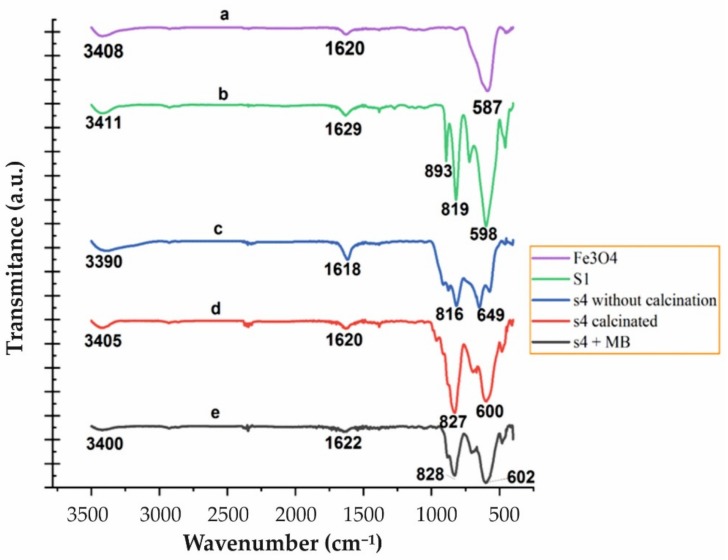 a
3408
1620
587
b
3411
1629
893
819
598
c
3390
1618
816
649
d
3405
1620
827
600
e
3400
1622
828
602
Transmitance (a.u.)
Fe3O4
S1
s4 without calcination
s4 calcinated
s4 + MB
3500 3000 2500 2000 1500 1000 500
Wavenumber (cm⁻¹)